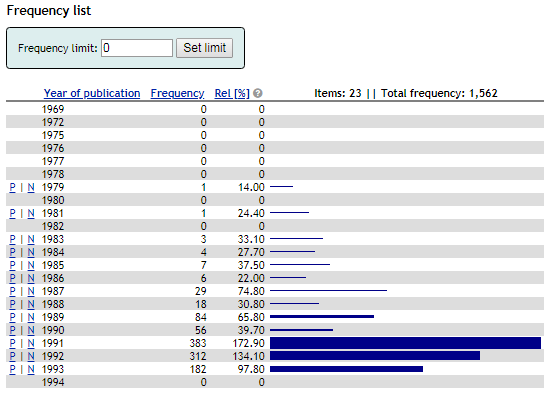 Frequency list
Frequency limit: 0 Set limit
Year of publication Frequency Rel [%] ? Items: 23 || Total frequency: 1,562
1969 0 0
1972 0 0
1975 0 0
1976 0 0
1977 0 0
1978 0 0
P | N 1979 1 14.00
1980 0 0
P | N 1981 1 24.40
1982 0 0
P | N 1983 3 33.10
P | N 1984 4 27.70
P | N 1985 7 37.50
P | N 1986 6 22.00
P | N 1987 29 74.80
P | N 1988 18 30.80
P | N 1989 84 65.80
P | N 1990 56 39.70
P | N 1991 383 172.90
P | N 1992 312 134.10
P | N 1993 182 97.80
1994 0 0